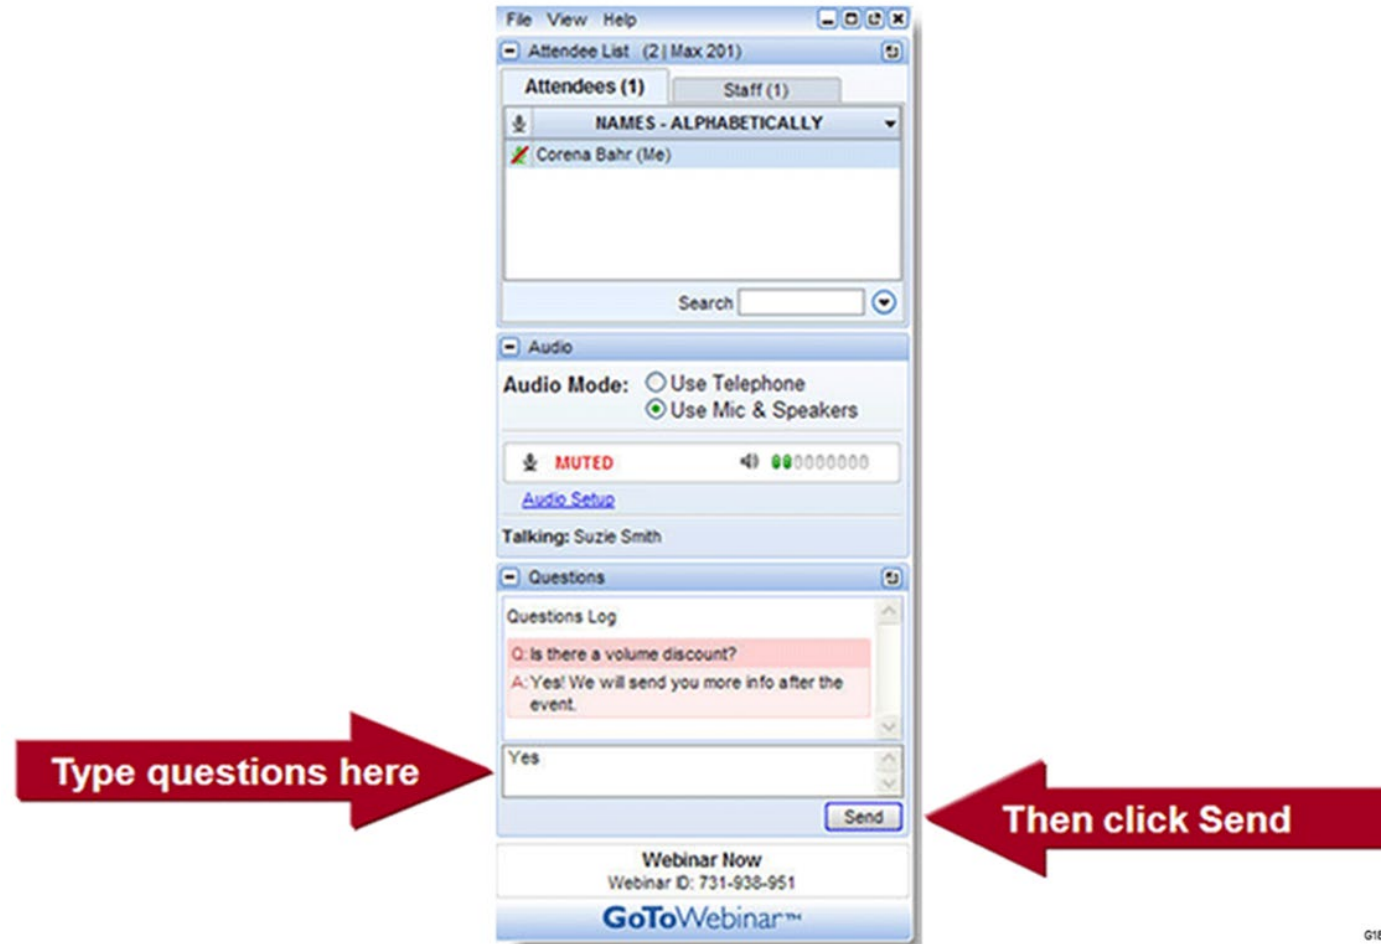 File View Help
Attendee List (2 | Max 201)
Attendees (1) Staff (1)
NAMES - ALPHABETICALLY
Corena Bahr (Me)
Search
Audio
Audio Mode: Use Telephone
Use Mic & Speakers
MUTED
Audio Setup
Talking: Suzie Smith
Questions
Questions Log
Q: Is there a volume discount?
A: Yes! We will send you more info after the
event.
Type questions here
Yes
Send
Then click Send
Webinar Now
Webinar ID: 731-938-951
GoToWebinar™